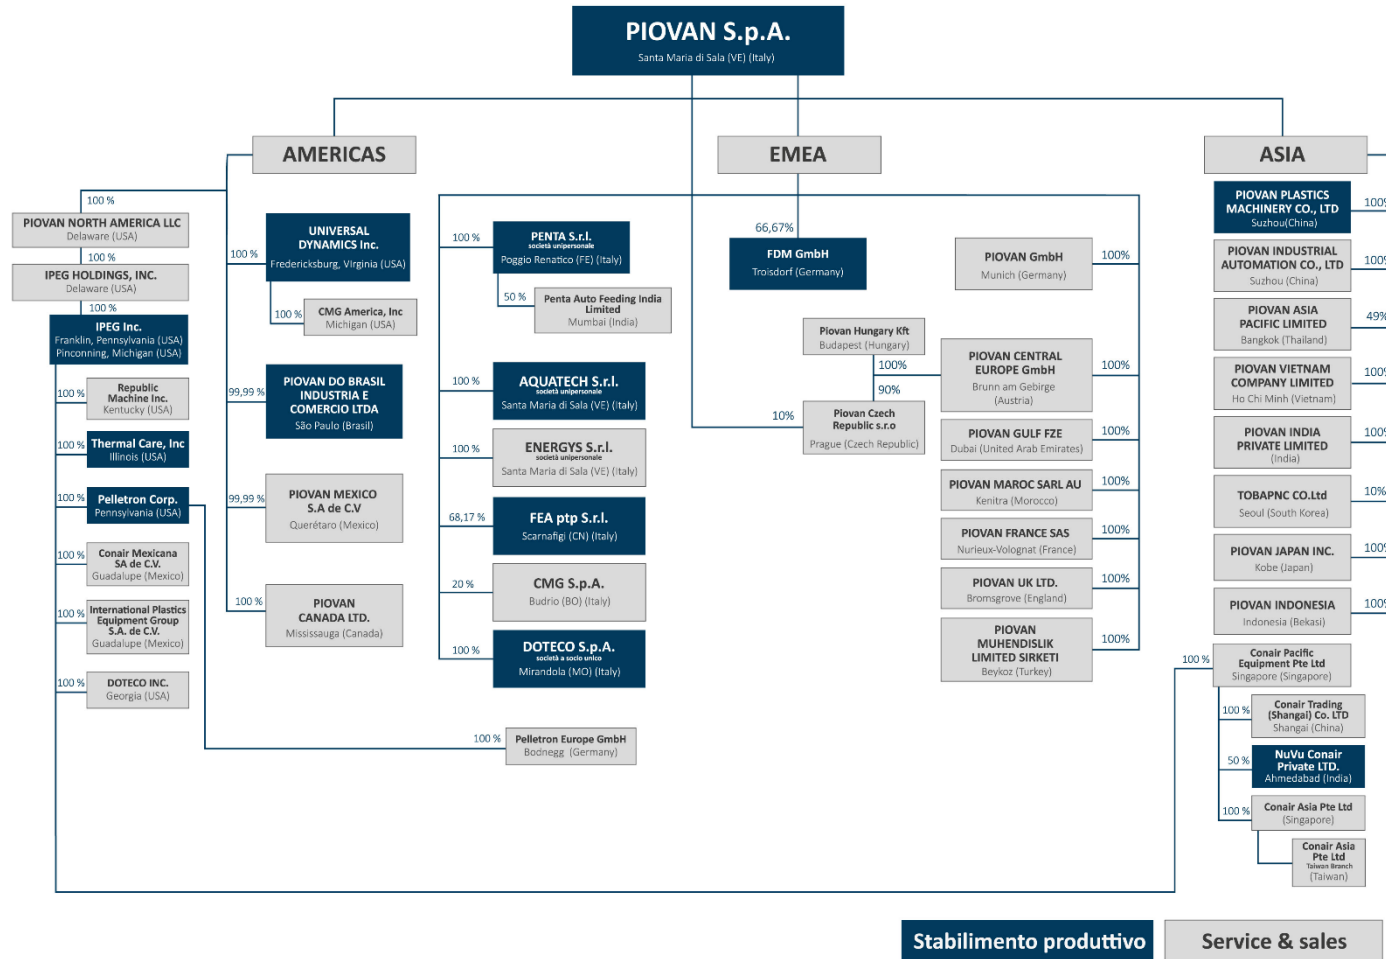 PIOVAN S.p.A.
Santa Maria di Sala (VE) (Italy)
AMERICAS
EMEA
ASIA
100 %
PIOVAN NORTH AMERICA LLC
Delaware (USA)
100 %
IPEG HOLDINGS, INC.
Delaware (USA)
100 %
IPEG Inc.
Franklin, Pennsylvania (USA)
Pinconning, Michigan (USA)
100 %
Republic
Machine Inc.
Kentucky (USA)
100 %
Thermal Care, Inc
Illinois (USA)
100 %
Pelletron Corp.
Pennsylvania (USA)
100 %
Conair Mexicana
SA de C.V.
Guadalupe (Mexico)
100 %
International Plastics
Equipment Group
S.A. de C.V.
Guadalupe (Mexico)
100 %
DOTECO INC.
Georgia (USA)
100 %
UNIVERSAL
DYNAMICS Inc.
Fredericksburg, Virginia (USA)
100 %
CMG America, Inc
Michigan (USA)
99,99 %
PIOVAN DO BRASIL
INDUSTRIA E
COMERCIO LTDA
São Paulo (Brasil)
99,99 %
PIOVAN MEXICO
S.A de C.V
Querétaro (Mexico)
100 %
PIOVAN
CANADA LTD.
Mississauga (Canada)
100 %
PENTA S.r.l.
società unipersonale
Poggio Renatico (FE) (Italy)
50 %
Penta Auto Feeding India
Limited
Mumbai (India)
100 %
AQUATECH S.r.l.
società unipersonale
Santa Maria di Sala (VE) (Italy)
100 %
ENERGYS S.r.l.
società unipersonale
Santa Maria di Sala (VE) (Italy)
68,17 %
FEA ptp S.r.l.
Scarnafigi (CN) (Italy)
20 %
CMG S.p.A.
Budrio (BO) (Italy)
100 %
DOTECO S.p.A.
società a socio unico
Mirandola (MO) (Italy)
100 %
Pelletron Europe GmbH
Bodnegg (Germany)
66,67%
FDM GmbH
Troisdorf (Germany)
PIOVAN GmbH
Munich (Germany)
100%
Piovan Hungary Kft
Budapest (Hungary)
100%
90%
10%
Piovan Czech
Republic s.r.o
Prague (Czech Republic)
PIOVAN CENTRAL
EUROPE GmbH
Brunn am Gebirge
(Austria)
100%
PIOVAN GULF FZE
Dubai (United Arab Emirates)
100%
PIOVAN MAROC SARL AU
Kenitra (Morocco)
100%
PIOVAN FRANCE SAS
Nurieux-Volognat (France)
100%
PIOVAN UK LTD.
Bromsgrove (England)
100%
PIOVAN
MUHENDISLIK
LIMITED SIRKETI
Beykoz (Turkey)
100%
PIOVAN PLASTICS
MACHINERY CO., LTD
Suzhou(China)
100%
PIOVAN INDUSTRIAL
AUTOMATION CO., LTD
Suzhou (China)
100%
PIOVAN ASIA
PACIFIC LIMITED
Bangkok (Thailand)
49%
PIOVAN VIETNAM
COMPANY LIMITED
Ho Chi Minh (Vietnam)
100%
PIOVAN INDIA
PRIVATE LIMITED
(India)
100%
TOBAPNC CO.Ltd
Seoul (South Korea)
10%
PIOVAN JAPAN INC.
Kobe (Japan)
100%
PIOVAN INDONESIA
Indonesia (Bekasi)
100%
100 %
Conair Pacific
Equipment Pte Ltd
Singapore (Singapore)
100 %
Conair Trading
(Shangai) Co. LTD
Shangai (China)
50 %
NuVu Conair
Private LTD.
Ahmedabad (India)
100 %
Conair Asia Pte Ltd
(Singapore)
Conair Asia
Pte Ltd
Taiwan Branch
(Taiwan)
Stabilimento produttivo
Service & sales